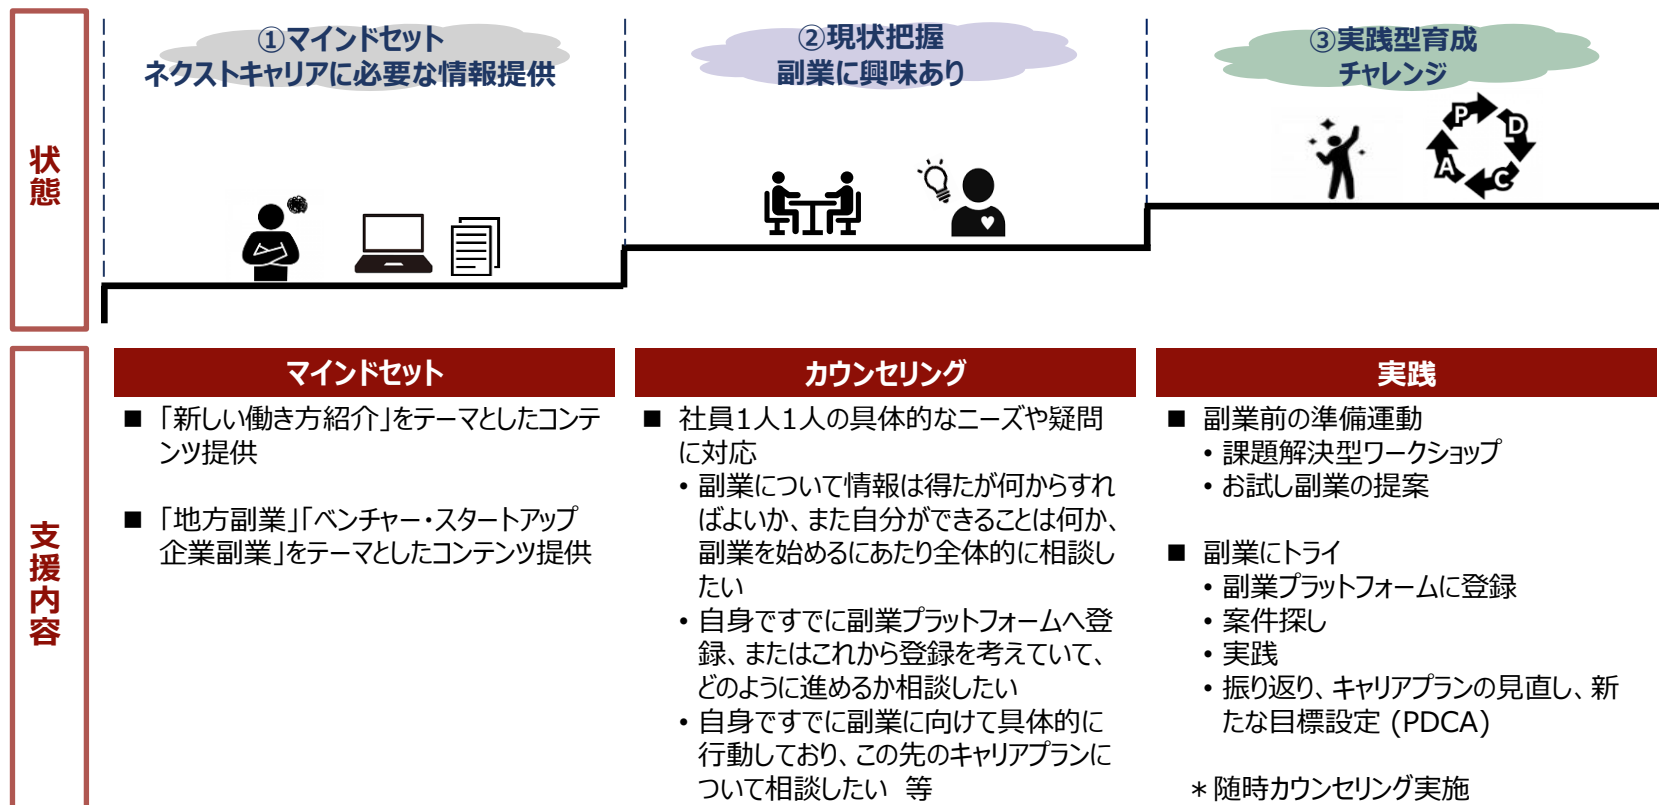 状態
①マインドセット
ネクストキャリアに必要な情報提供
②現状把握
副業に興味あり
③実践型育成
チャレンジ
P
D
C
A
支援内容
マインドセット
■ 「新しい働き方紹介」をテーマとしたコンテ
ンツ提供
■ 「地方副業」「ベンチャー・スタートアップ
企業副業」をテーマとしたコンテンツ提供
カウンセリング
■ 社員1人1人の具体的なニーズや疑問
に対応
• 副業について情報は得たが何からすれ
ばよいか、また自分ができることは何か、
副業を始めるにあたり全体的に相談し
たい
• 自身ですでに副業プラットフォームへ登
録、またはこれから登録を考えていて、
どのように進めるか相談したい
• 自身ですでに副業に向けて具体的に
行動しており、この先のキャリアプランに
ついて相談したい 等
実践
■ 副業前の準備運動
• 課題解決型ワークショップ
• お試し副業の提案
■ 副業にトライ
• 副業プラットフォームに登録
• 案件探し
• 実践
• 振り返り、キャリアプランの見直し、新
たな目標設定 (PDCA)
＊随時カウンセリング実施